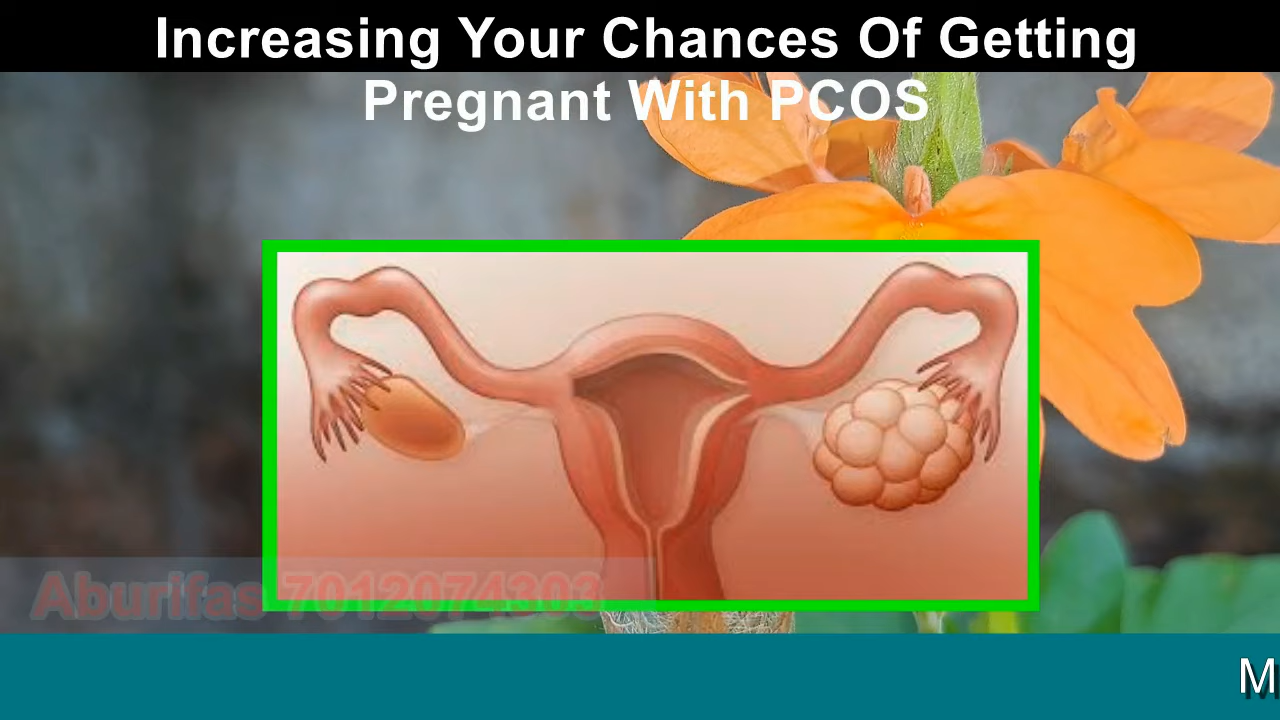 Increasing Your Chances Of Getting
Pregnant With PCOS
Aburifas 7012074303
M